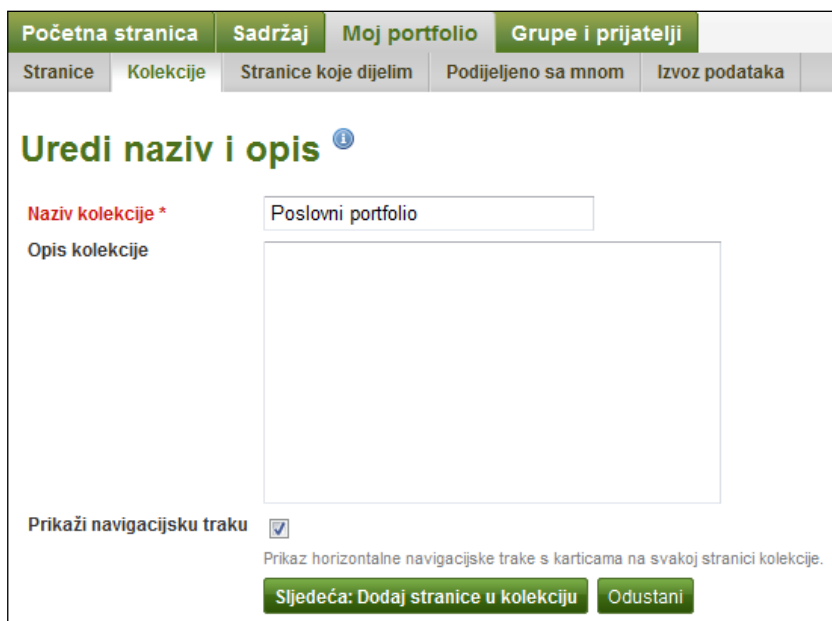 Početna stranica Sadržaj Moj portfolio Grupe i prijatelji
Stranice Kolekcije Stranice koje dijelim Podijeljeno sa mnom Izvoz podataka
Uredi naziv i opis
Naziv kolekcije * Poslovni portfolio
Opis kolekcije
Prikaži navigacijsku traku
Prikaz horizontalne navigacijske trake s karticama na svakoj stranici kolekcije.
Sljedeća: Dodaj stranice u kolekciju Odustani